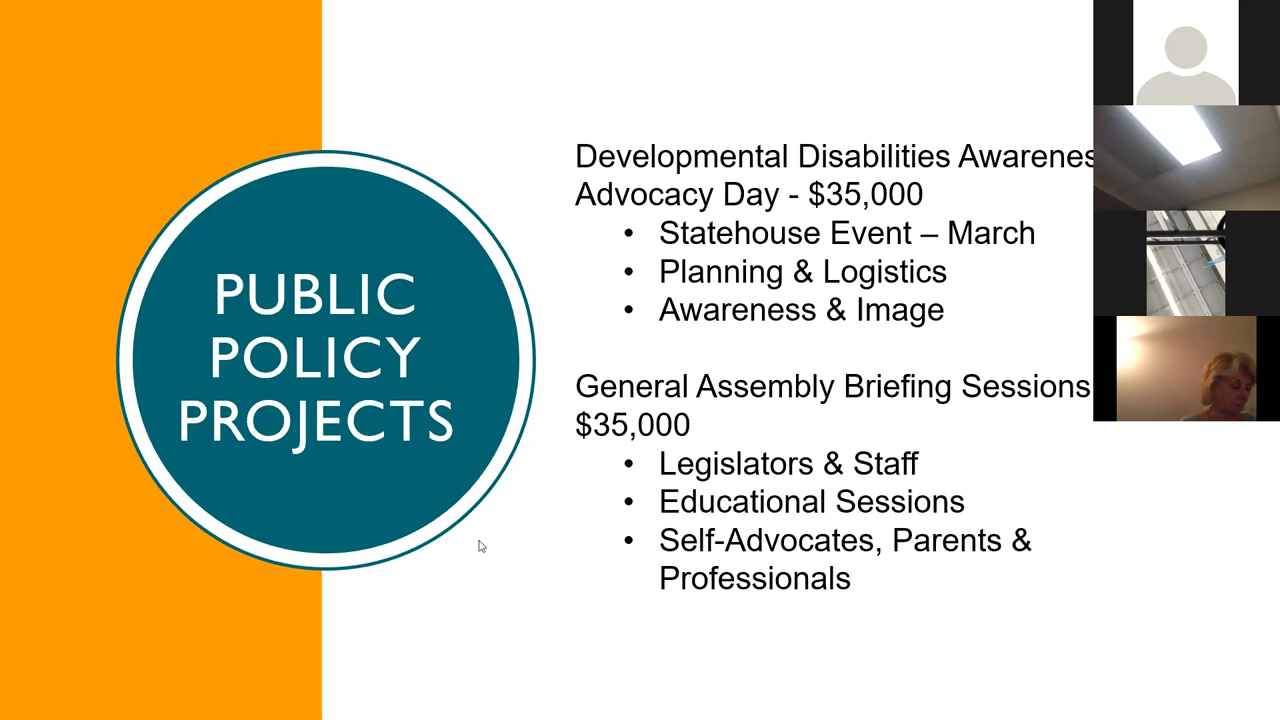 PUBLIC
POLICY
PROJECTS
Developmental Disabilities
Advocacy Day - $35,000
• Statehouse Event – March
• Planning & Logistics
• Awareness & Image
General Assembly Briefing Sessions
$35,000
• Legislators & Staff
• Educational Sessions
• Self-Advocates, Parents &
Professionals